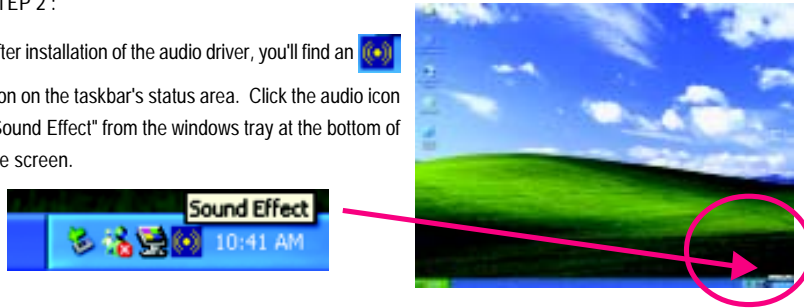 TEP 2 :
fter installation of the audio driver, you'll find an
on on the taskbar's status area. Click the audio icon
Sound Effect" from the windows tray at the bottom of
e screen.
Sound Effect
10:41 AM